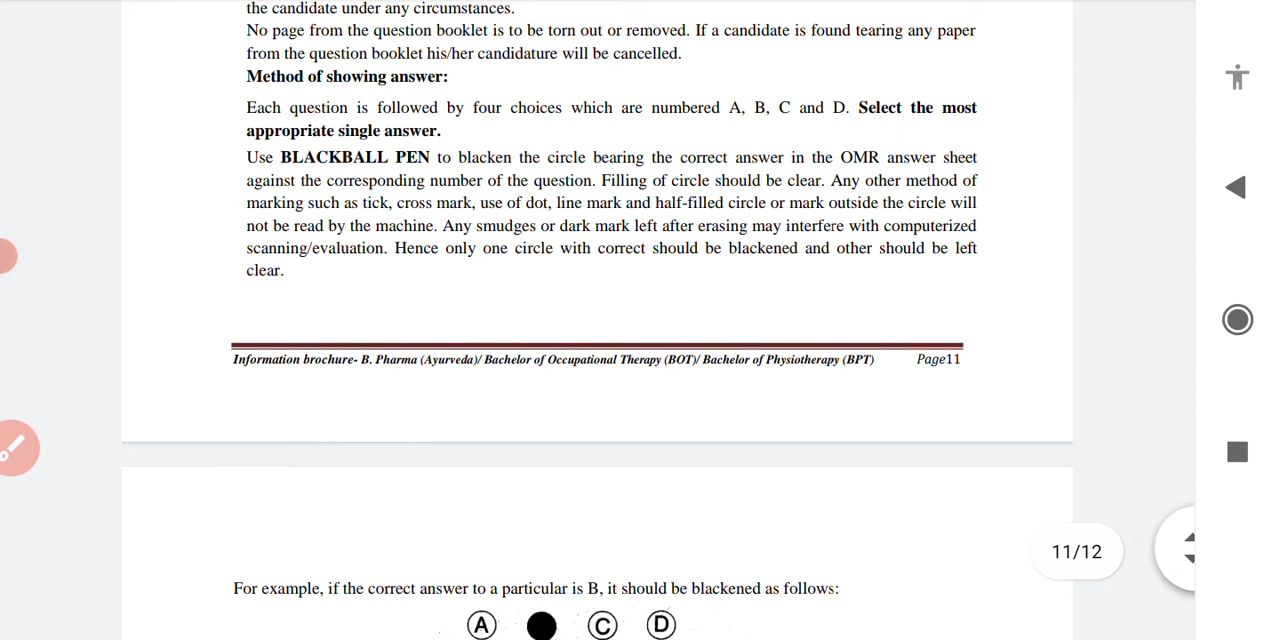 the candidate under any circumstances.
No page from the question booklet is to be torn out or removed. If a candidate is found tearing any paper
from the question booklet his/her candidature will be cancelled.
Method of showing answer:
Each question is followed by four choices which are numbered A, B, C and D. Select the most
appropriate single answer.
Use BLACKBALL PEN to blacken the circle bearing the correct answer in the OMR answer sheet
against the corresponding number of the question. Filling of circle should be clear. Any other method of
marking such as tick, cross mark, use of dot, line mark and half-filled circle or mark outside the circle will
not be read by the machine. Any smudges or dark mark left after erasing may interfere with computerized
scanning/evaluation. Hence only one circle with correct should be blackened and other should be left
clear.
Information brochure- B. Pharma (Ayurveda)/ Bachelor of Occupational Therapy (BOT)/ Bachelor of Physiotherapy (BPT) Page11
11/12
For example, if the correct answer to a particular is B, it should be blackened as follows:
A C D